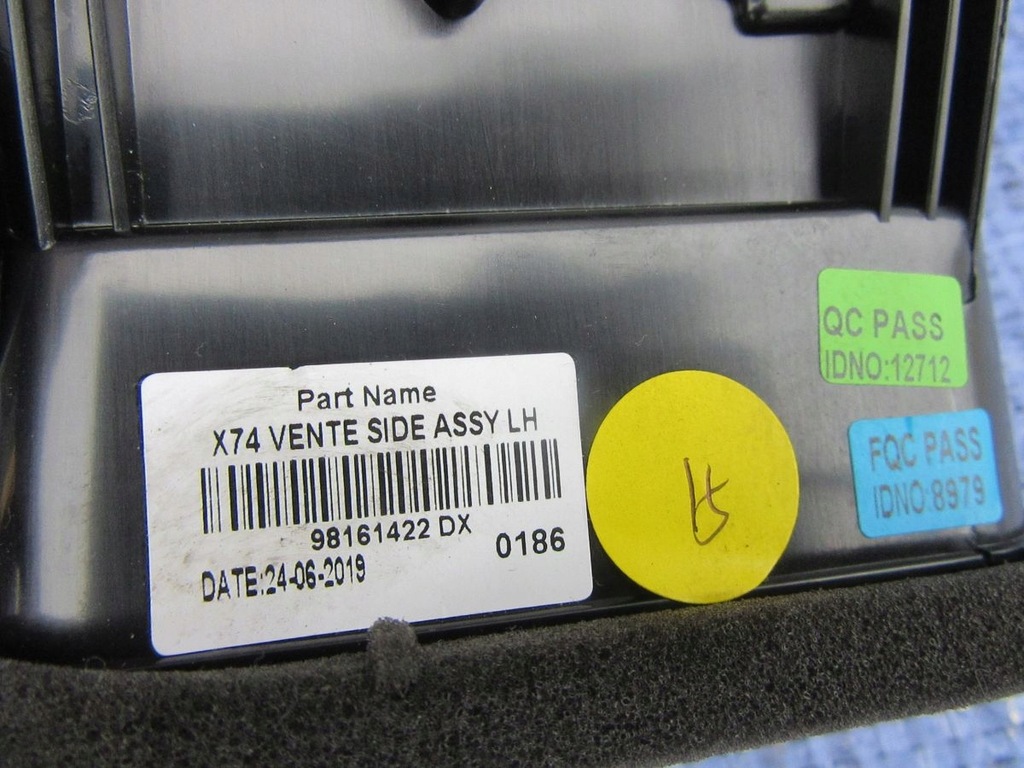 Part Name
X74 VENTE SIDE ASSY LH
98161422 DX
0186
DATE:24-06-2019
QC PASS
IDNO:12712
FQC PASS
IDNO:8979